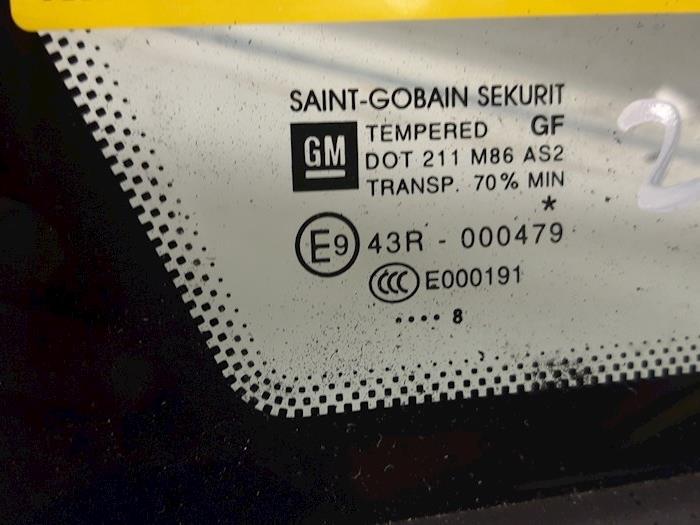 SAINT-GOBAIN SEKURIT
GM TEMPERED GF
DOT 211 M86 AS2
TRANSP. 70% MIN
*
E9 43R - 000479
CCC E000191
.... 8
2